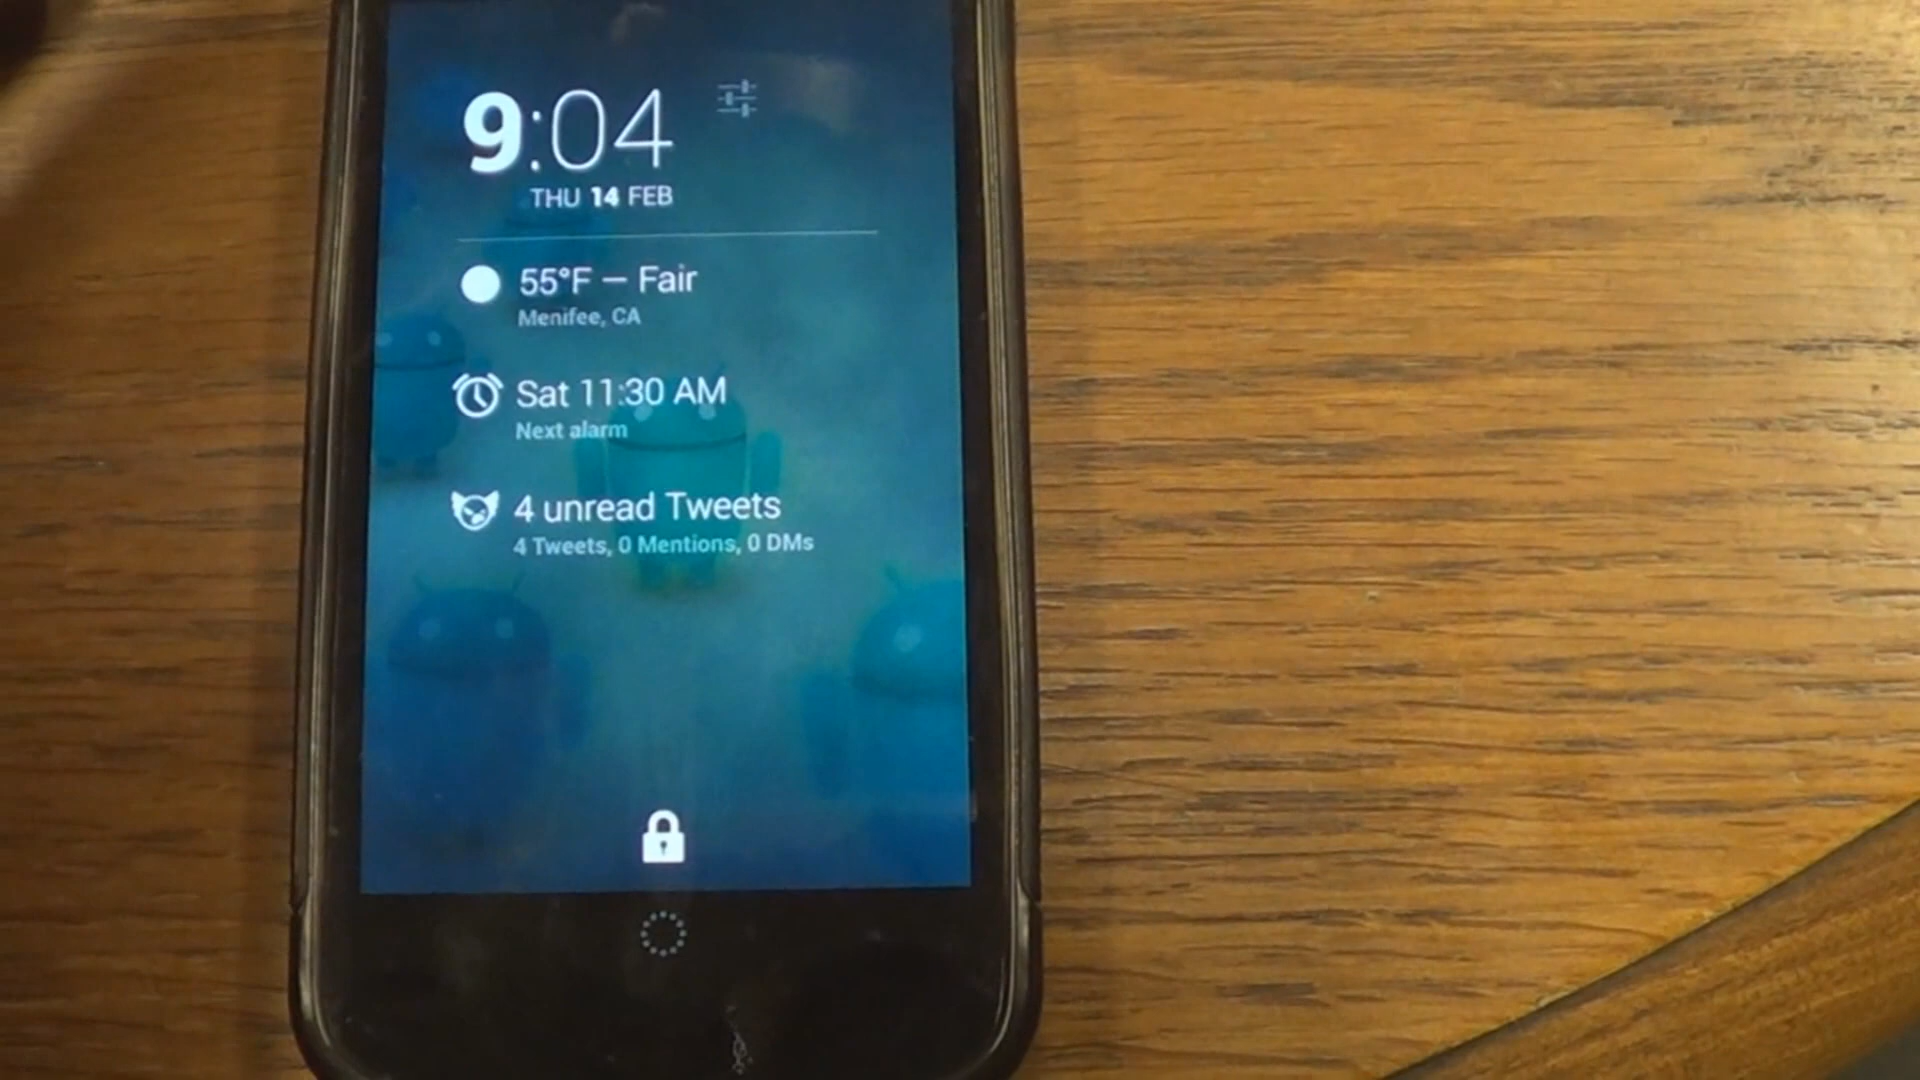 9:04
THU 14 FEB
55°F – Fair
Menifee, CA
Sat 11:30 AM
Next alarm
4 unread Tweets
4 Tweets, 0 Mentions, 0 DMs